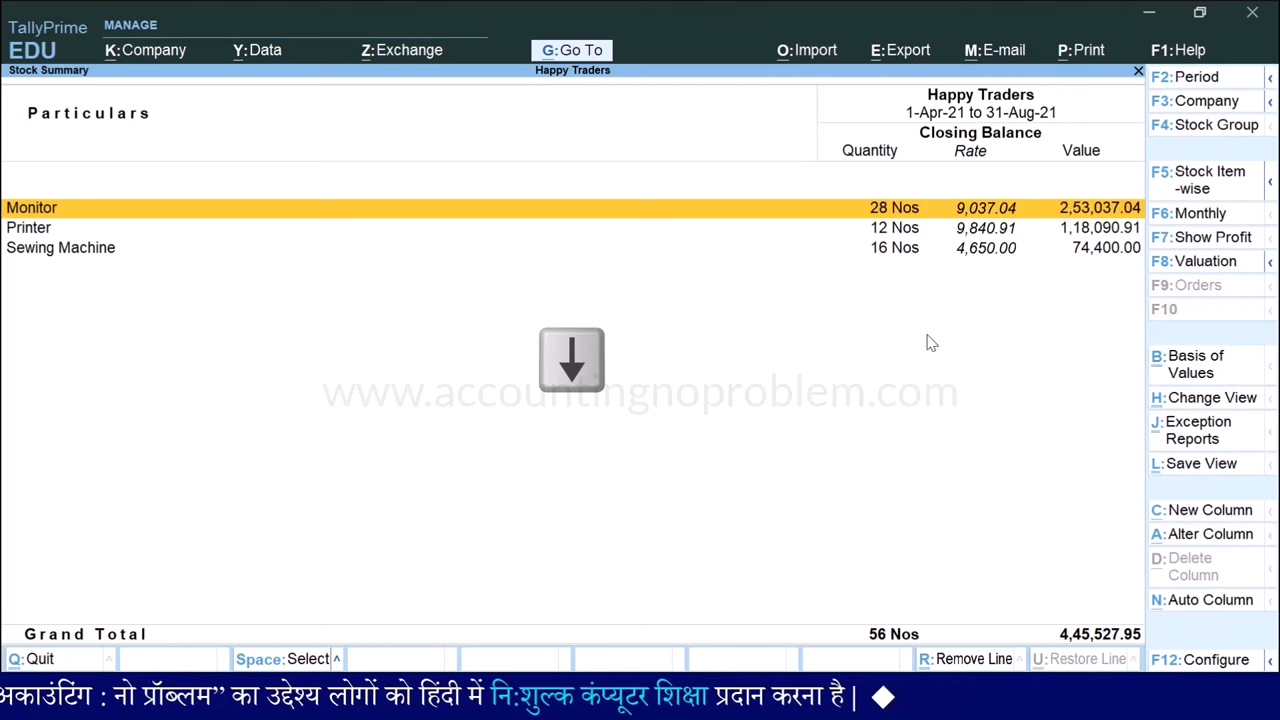 TallyPrime MANAGE
EDU K:Company Y:Data Z:Exchange G:Go To O:Import E:Export M:E-mail P:Print F1:Help
Stock Summary Happy Traders
Particulars
Happy Traders
1-Apr-21 to 31-Aug-21
Closing Balance
Quantity Rate Value
Monitor 28 Nos 9,037.04 2,53,037.04
Printer 12 Nos 9,840.91 1,18,090.91
Sewing Machine 16 Nos 4,650.00 74,400.00
www.accountingnoproblem.com
Grand Total 56 Nos 4,45,527.95
F2:Period
F3:Company
F4:Stock Group
F5:Stock Item
-wise
F6:Monthly
F7:Show Profit
F8:Valuation
F9:Orders
F10
B:Basis of
Values
H:Change View
J:Exception
Reports
L:Save View
C:New Column
A:Alter Column
D:Delete
Column
N:Auto Column
Q:Quit Space:Select R:Remove Line U:Restore Line F12:Configure
अकाउंटिंग : नो प्रॉब्लम” का उद्देश्य लोगों को हिंदी में नि:शुल्क कंप्यूटर शिक्षा प्रदान करना है |